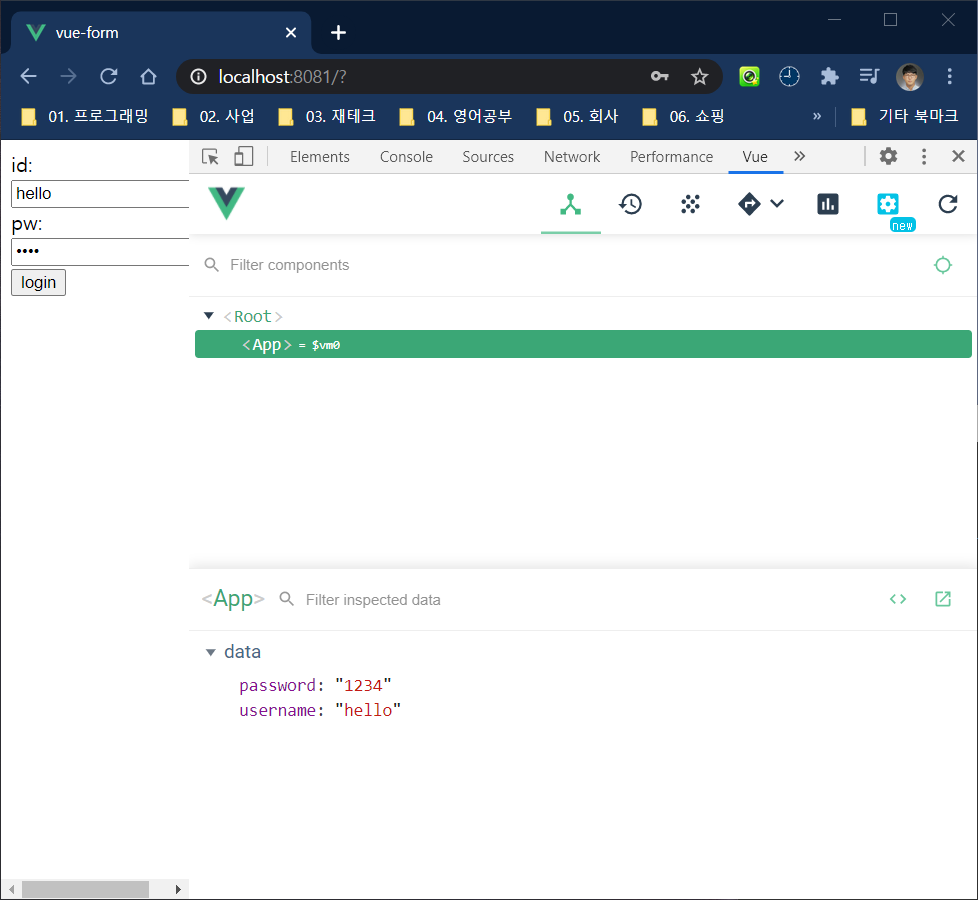 vue-form
localhost:8081/?
01. 프로그래밍 02. 사업 03. 재테크 04. 영어공부 05. 회사 06. 쇼핑 » 기타 북마크
id:
hello
pw:
••••
login
Elements Console Sources Network Performance Vue »
new
Filter components
<Root>
<App> = $vm0
<App> Filter inspected data
data
password: "1234"
username: "hello"